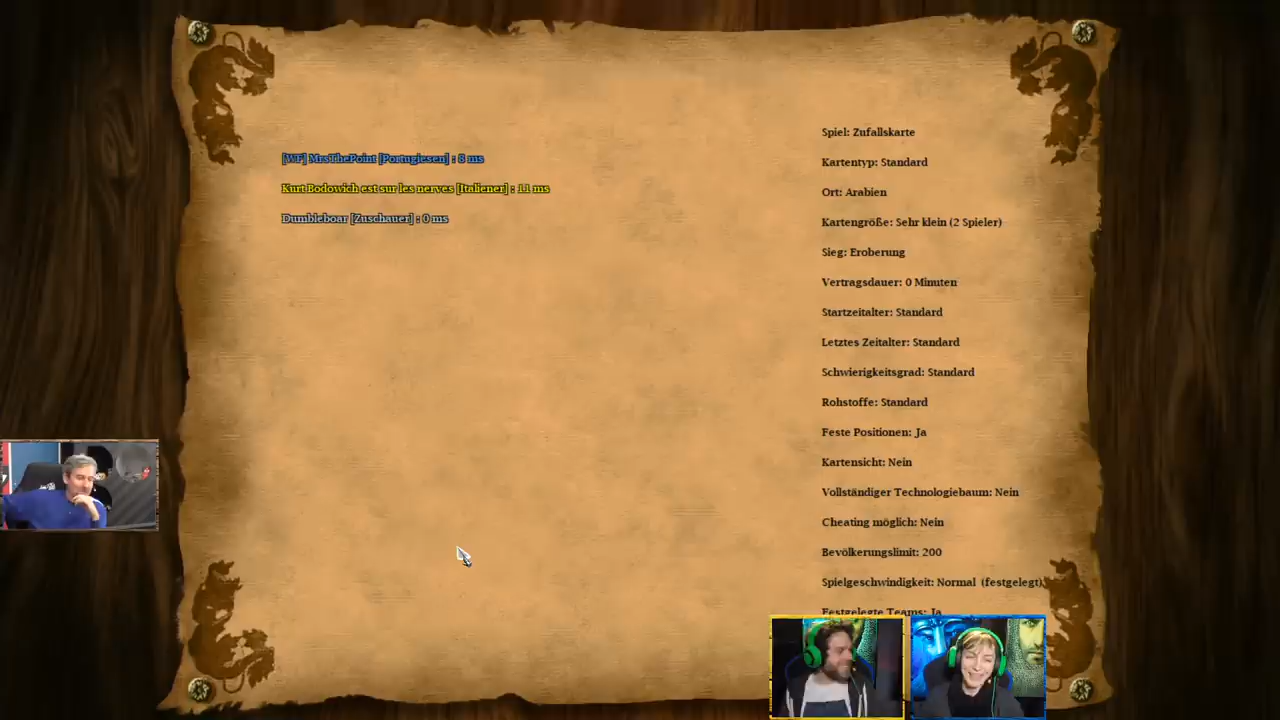 [WF] MrsThePoint [Portugiesen] : 8 ms
Kurt Bodowich est sur les nerves [Italiener] : 11 ms
Dumbleboar [Zuschauer] : 0 ms
Spiel: Zufallskarte
Kartentyp: Standard
Ort: Arabien
Kartengröße: Sehr klein (2 Spieler)
Sieg: Eroberung
Vertragsdauer: 0 Minuten
Startzeitalter: Standard
Letztes Zeitalter: Standard
Schwierigkeitsgrad: Standard
Rohstoffe: Standard
Feste Positionen: Ja
Kartensicht: Nein
Vollständiger Technologiebaum: Nein
Cheating möglich: Nein
Bevölkerungslimit: 200
Spielgeschwindigkeit: Normal (festgelegt)
Festgelegte Teams: Ja